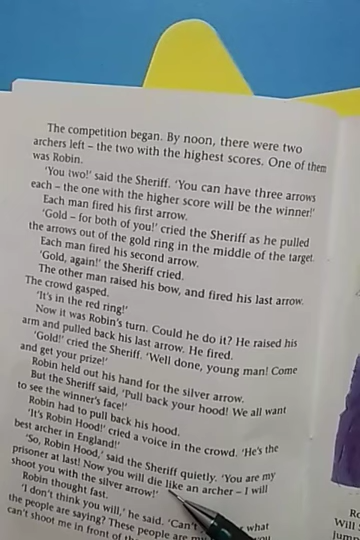 The competition began. By noon, there were two
archers left – the two with the highest scores. One of them
was Robin.
'You two!' said the Sheriff. 'You can have three arrows
each – the one with the higher score will be the winner!'
Each man fired his first arrow.
'Gold – for both of you!' cried the Sheriff as he pulled
the arrows out of the gold ring in the middle of the target.
Each man fired his second arrow.
'Gold, again!' the Sheriff cried.
The other man raised his bow, and fired his last arrow.
The crowd gasped.
'It's in the red ring!'
Now it was Robin's turn. Could he do it? He raised his
arm and pulled back his last arrow. He fired.
'Gold!' cried the Sheriff. 'Well done, young man! Come
and get your prize!'
Robin held out his hand for the silver arrow.
But the Sheriff said, 'Pull back your hood! We all want
to see the winner's face!'
Robin had to pull back his hood.
'It's Robin Hood!' cried a voice in the crowd. 'He's the
best archer in England!'
'So, Robin Hood,' said the Sheriff quietly. 'You are my
prisoner at last! Now you will die like an archer – I will
shoot you with the silver arrow!'
Robin thought fast.
'I don't think you will,' he said. 'Can't what
the people are saying? These people are my You
can't shoot me in front of
Ro
Will S
Jump